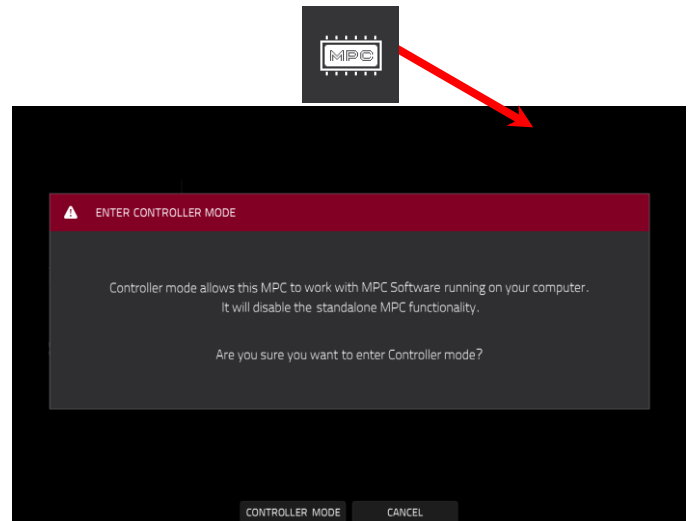 MPC
ENTER CONTROLLER MODE
Controller mode allows this MPC to work with MPC Software running on your computer.
It will disable the standalone MPC functionality.
Are you sure you want to enter Controller mode?
CONTROLLER MODE CANCEL